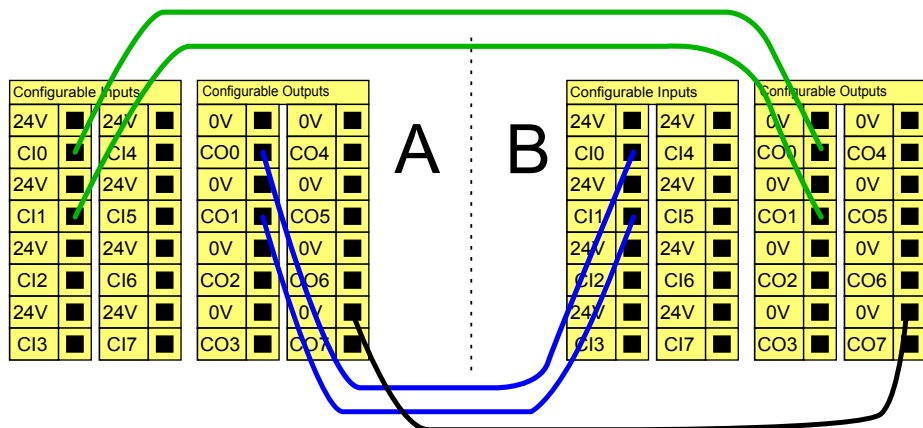 Configurable Inputs Configurable Outputs A B Configurable Inputs Configurable Outputs
24V 24V 0V 0V 24V 24V 0V 0V
CI0 CI4 CO0 CO4 CI0 CI4 CO0 CO4
24V 24V 0V 0V 24V 24V 0V 0V
CI1 CI5 CO1 CO5 CI1 CI5 CO1 CO5
24V 24V 0V 0V 24V 24V 0V 0V
CI2 CI6 CO2 CO6 CI2 CI6 CO2 CO6
24V 24V 0V 0V 24V 24V 0V 0V
CI3 CI7 CO3 CO7 CI3 CI7 CO3 CO7